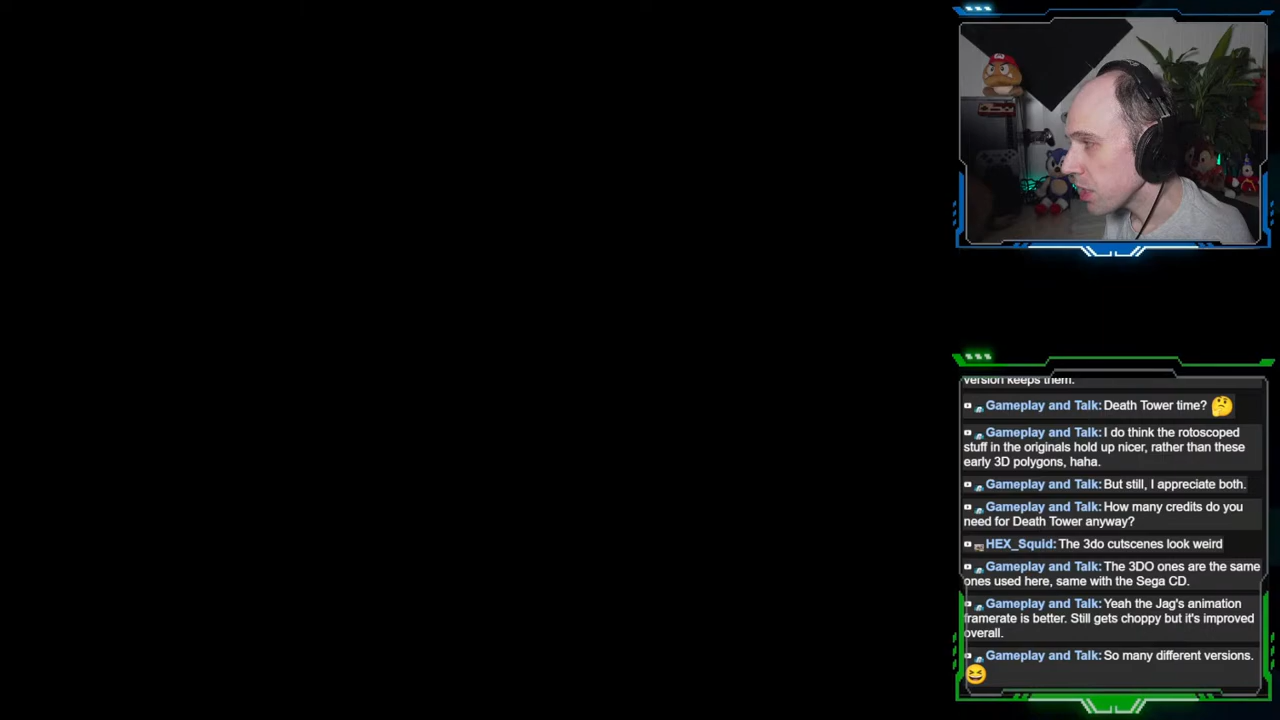 version keeps them.
Gameplay and Talk: Death Tower time? 🤔
Gameplay and Talk: I do think the rotoscoped
stuff in the originals hold up nicer, rather than these
early 3D polygons, haha.
Gameplay and Talk: But still, I appreciate both.
Gameplay and Talk: How many credits do you
need for Death Tower anyway?
HEX_Squid: The 3do cutscenes look weird
Gameplay and Talk: The 3DO ones are the same
ones used here, same with the Sega CD.
Gameplay and Talk: Yeah the Jag's animation
framerate is better. Still gets choppy but it's improved
overall.
Gameplay and Talk: So many different versions.
😆